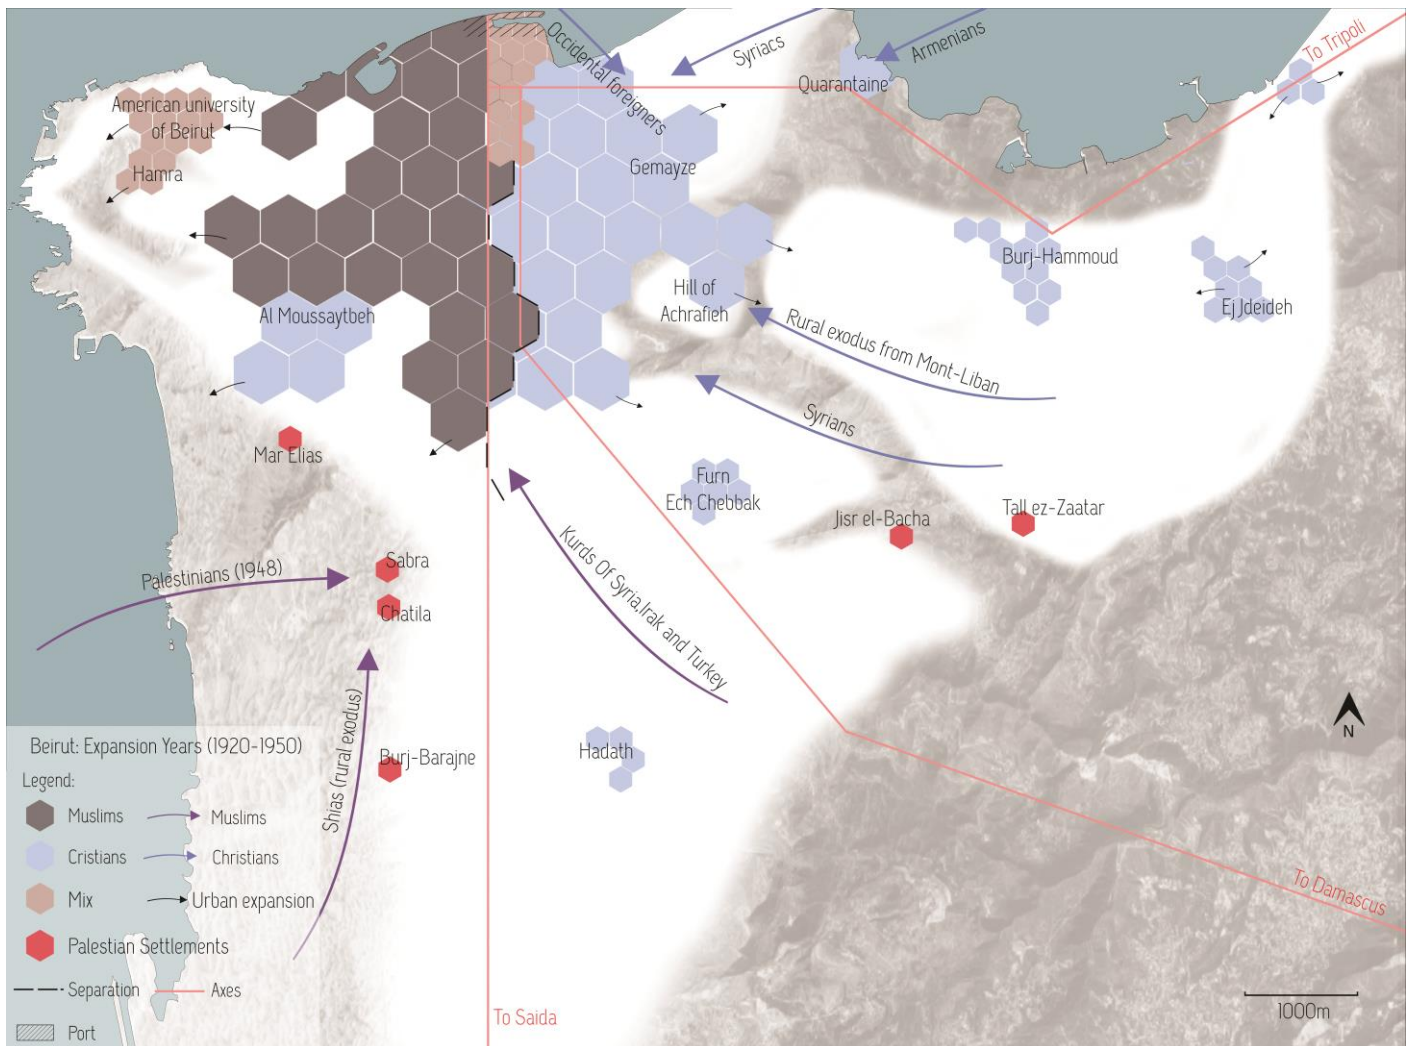 Occidental foreigners
Syriacs
Armenians
To Tripoli
Quarantaine
American university
of Beirut
Hamra
Gemayze
Burj-Hammoud
Ej Jdeideh
Hill of
Achrafieh
Al Moussaytbeh
Rural exodus from Mont-Liban
Syrians
Mar Elias
Furn
Ech Chebbak
Jisr el-Bacha
Tall ez-Zaatar
Sabra
Palestinians (1948)
Chatila
Kurds Of Syria,Irak and Turkey
Shias (rural exodus)
Burj-Barajne
Hadath
N
To Damascus
To Saida
1000m
Beirut: Expansion Years (1920-1950)
Legend:
Muslims
Muslims
Cristians
Christians
Mix
Urban expansion
Palestian Settlements
Separation
Axes
Port